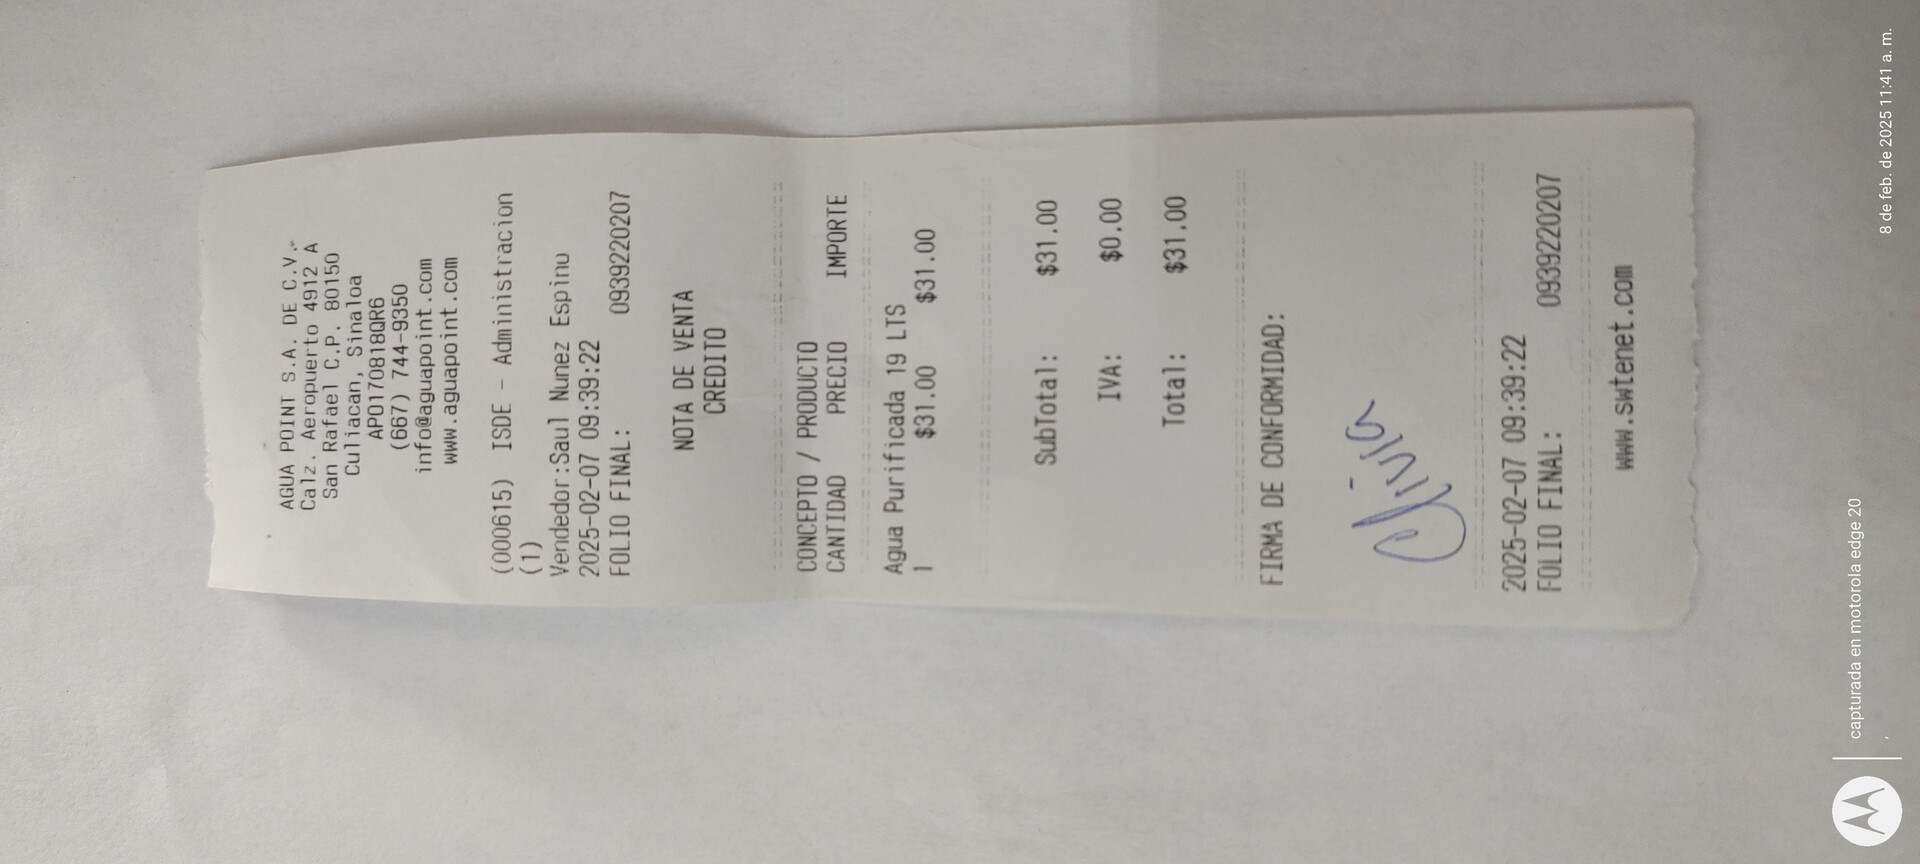 AGUA POINT S.A. DE C.V.
Calz. Aeropuerto 4912 A
San Rafael C.P. 80150
Culiacan, Sinaloa
APO170818QR6
(667) 744-9350
info@aguapoint.com
www.aguapoint.com
(000615) ISDE - Administracion
(1)
Vendedor:Saul Nunez Espinu
2025-02-07 09:39:22
FOLIO FINAL: 0939220207
NOTA DE VENTA
CREDITO
CONCEPTO / PRODUCTO
CANTIDAD PRECIO IMPORTE
Agua Purificada 19 LTS
1 $31.00 $31.00
SubTotal: $31.00
IVA: $0.00
Total: $31.00
FIRMA DE CONFORMIDAD:
Olivia
2025-02-07 09:39:22
FOLIO FINAL: 0939220207
www.swtenet.com
capturada en motorola edge 20
8 de feb. de 2025 11:41 a. m.